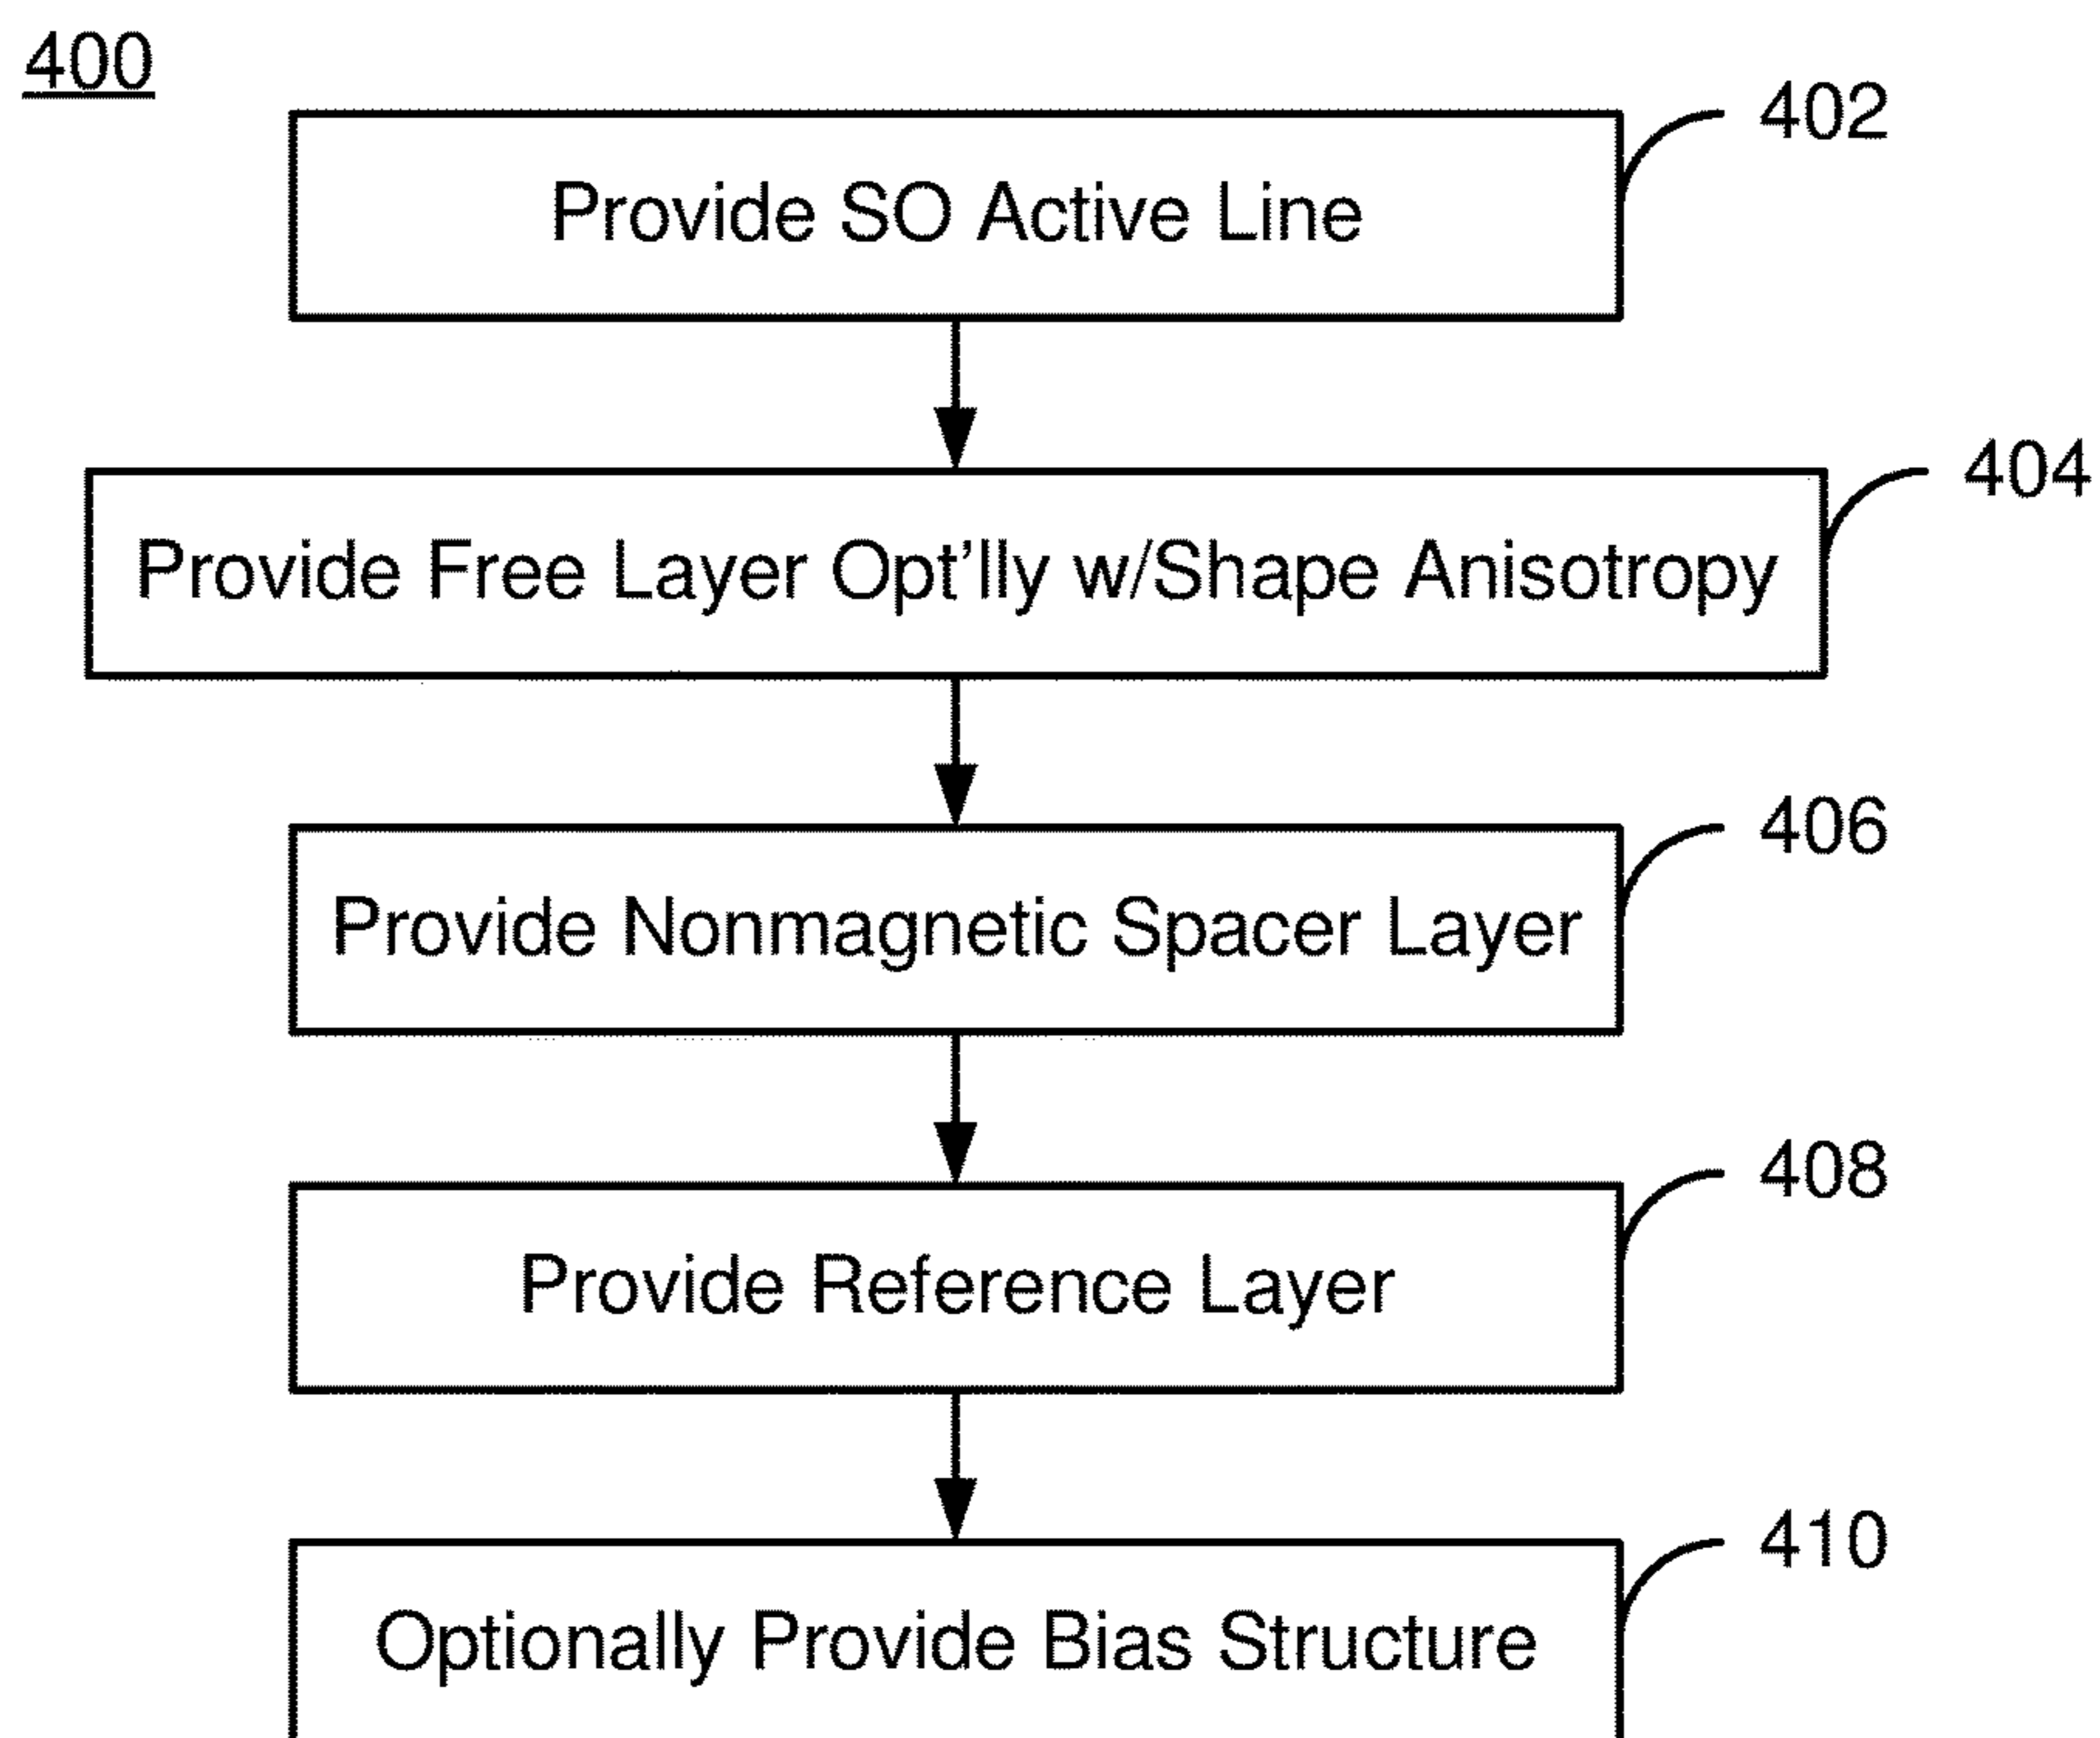 400
402
Provide SO Active Line
404
Provide Free Layer Opt'lly w/Shape Anisotropy
406
Provide Nonmagnetic Spacer Layer
408
Provide Reference Layer
410
Optionally Provide Bias Structure